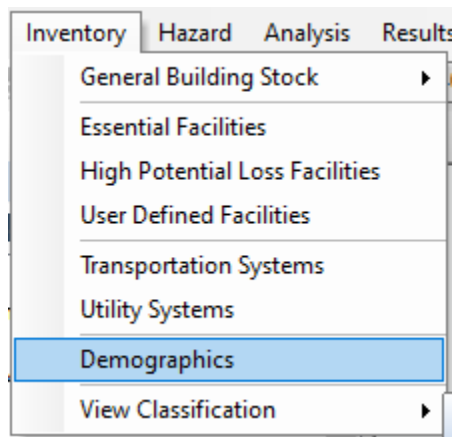 Inventory Hazard Analysis Results
General Building Stock
Essential Facilities
High Potential Loss Facilities
User Defined Facilities
Transportation Systems
Utility Systems
Demographics
View Classification